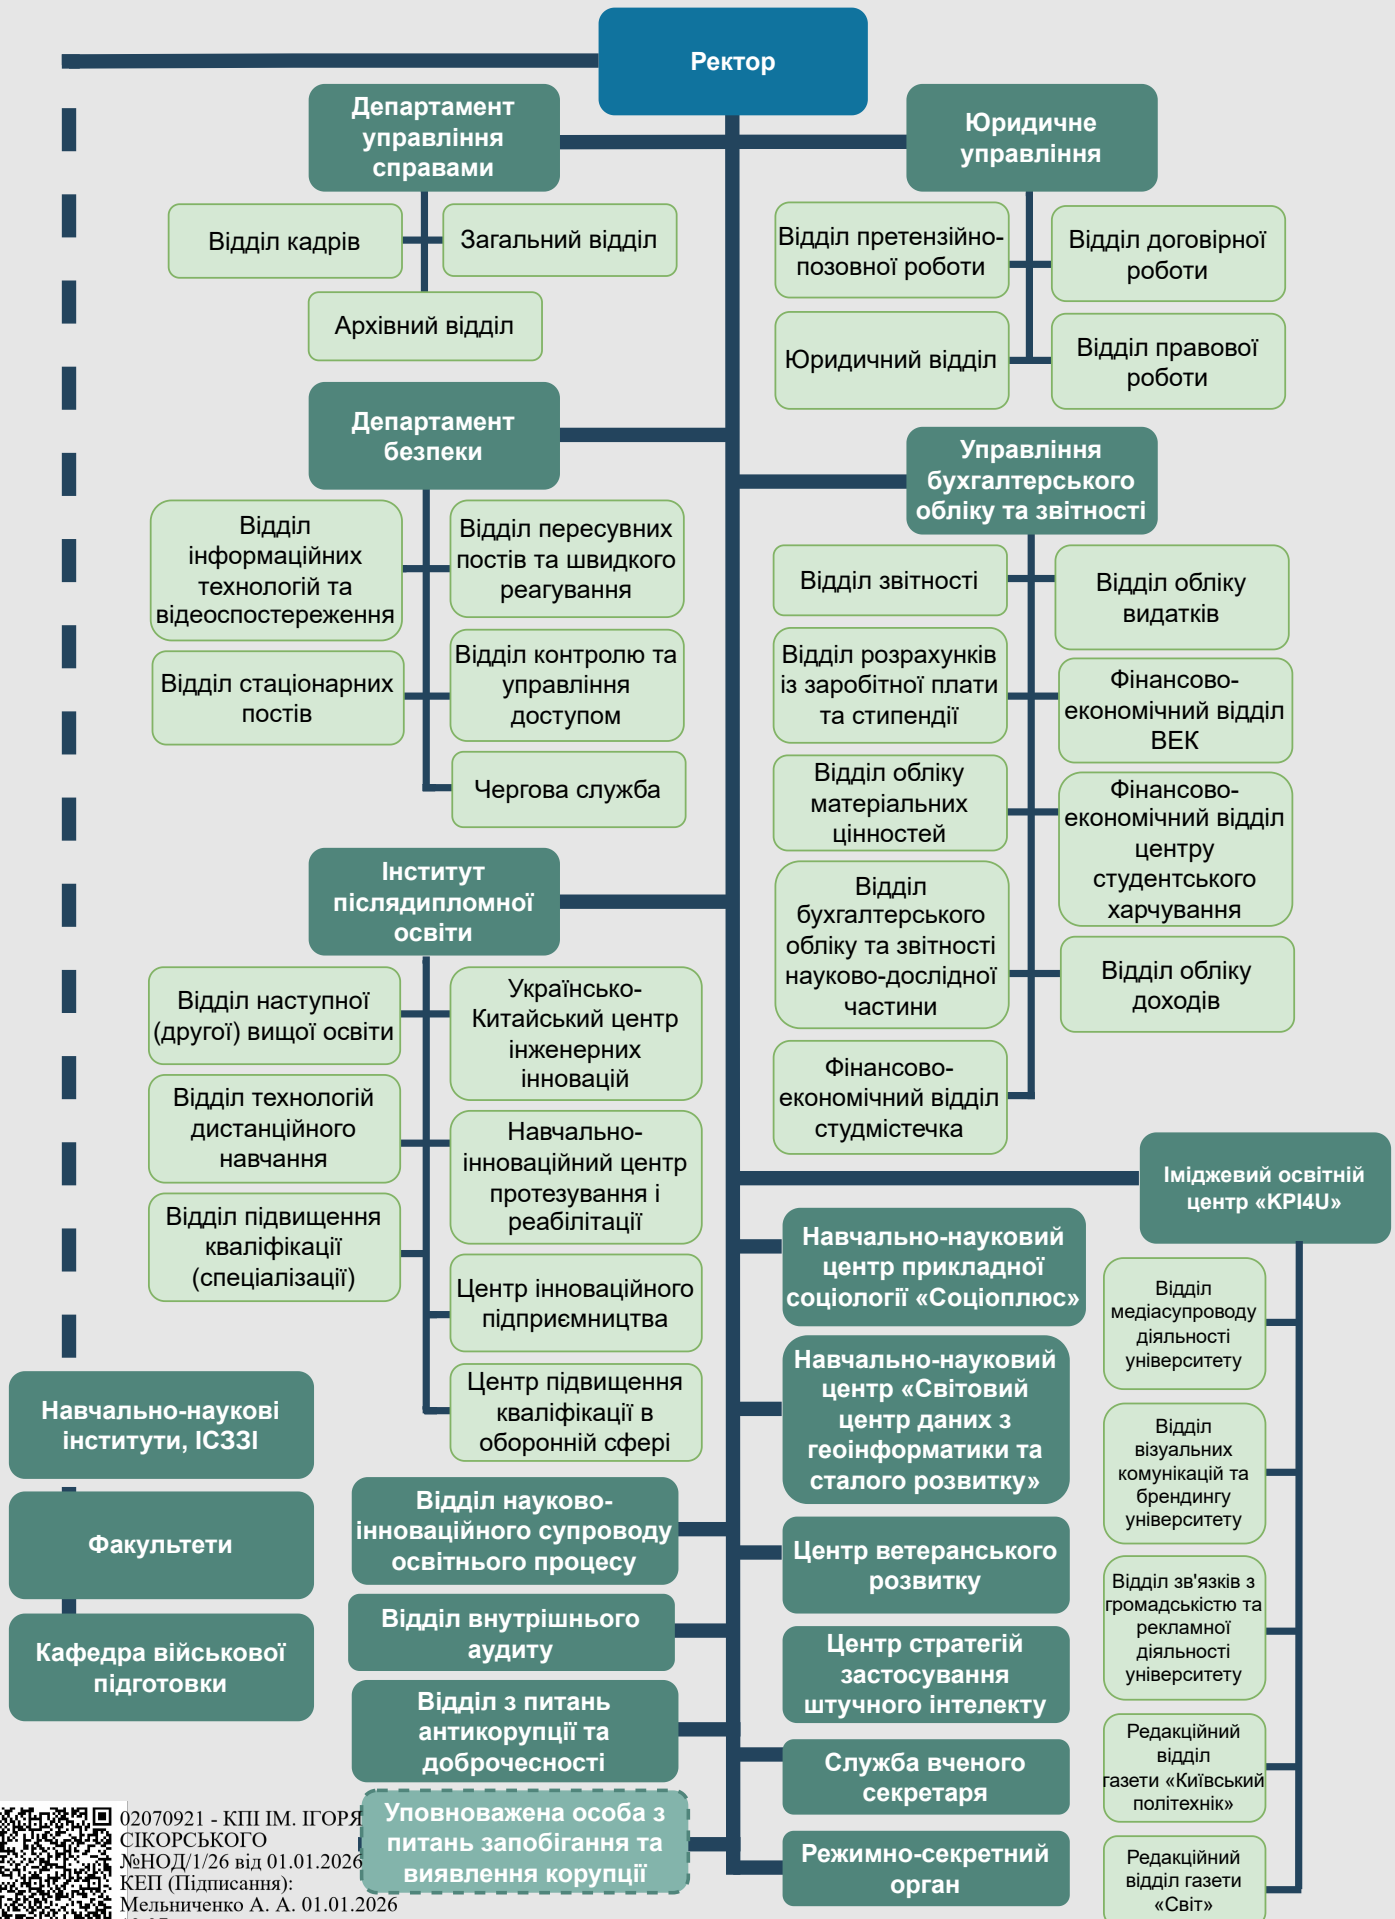 Ректор
Департамент
управління
справами
Юридичне
управління
Відділ кадрів
Загальний відділ
Архівний відділ
Відділ претензійно-
позовної роботи
Відділ договірної
роботи
Юридичний відділ
Відділ правової
роботи
Департамент
безпеки
Управління
бухгалтерського
обліку та звітності
Відділ
інформаційних
технологій та
відеоспостереження
Відділ пересувних
постів та швидкого
реагування
Відділ стаціонарних
постів
Відділ контролю та
управління
доступом
Чергова служба
Відділ звітності
Відділ обліку
видатків
Відділ розрахунків
із заробітної плати
та стипендії
Фінансово-
економічний відділ
ВЕК
Відділ обліку
матеріальних
цінностей
Фінансово-
економічний відділ
центру
студентського
харчування
Відділ
бухгалтерського
обліку та звітності
науково-дослідної
частини
Відділ обліку
доходів
Фінансово-
економічний відділ
студмістечка
Інститут
післядипломної
освіти
Відділ наступної
(другої) вищої освіти
Українсько-
Китайський центр
інженерних
інновацій
Відділ технологій
дистанційного
навчання
Навчально-
інноваційний центр
протезування і
реабілітації
Відділ підвищення
кваліфікації
(спеціалізації)
Центр інноваційного
підприємництва
Центр підвищення
кваліфікації в
оборонній сфері
Іміджевий освітній
центр «KPI4U»
Навчально-науковий
центр прикладної
соціології «Соціоплюс»
Відділ
медіасупроводу
діяльності
університету
Навчально-науковий
центр «Світовий
центр даних з
геоінформатики та
сталого розвитку»
Відділ
візуальних
комунікацій та
брендингу
університету
Навчально-наукові
інститути, ІСЗЗІ
Факультети
Кафедра військової
підготовки
Відділ науково-
інноваційного супроводу
освітнього процесу
Центр ветеранського
розвитку
Відділ зв'язків з
громадськістю та
рекламної
діяльності
університету
Відділ внутрішнього
аудиту
Центр стратегій
застосування
штучного інтелекту
Відділ з питань
антикорупції та
доброчесності
Служба вченого
секретаря
Редакційний
відділ
газети «Київський
політехнік»
Уповноважена особа з
питань запобігання та
виявлення корупції
Режимно-секретний
орган
Редакційний
відділ газети
«Світ»
02070921 - КПІ ІМ. ІГОРЯ
СІКОРСЬКОГО
№НОД/1/26 від 01.01.2026
КЕП (Підписання):
Мельниченко А. А. 01.01.2026